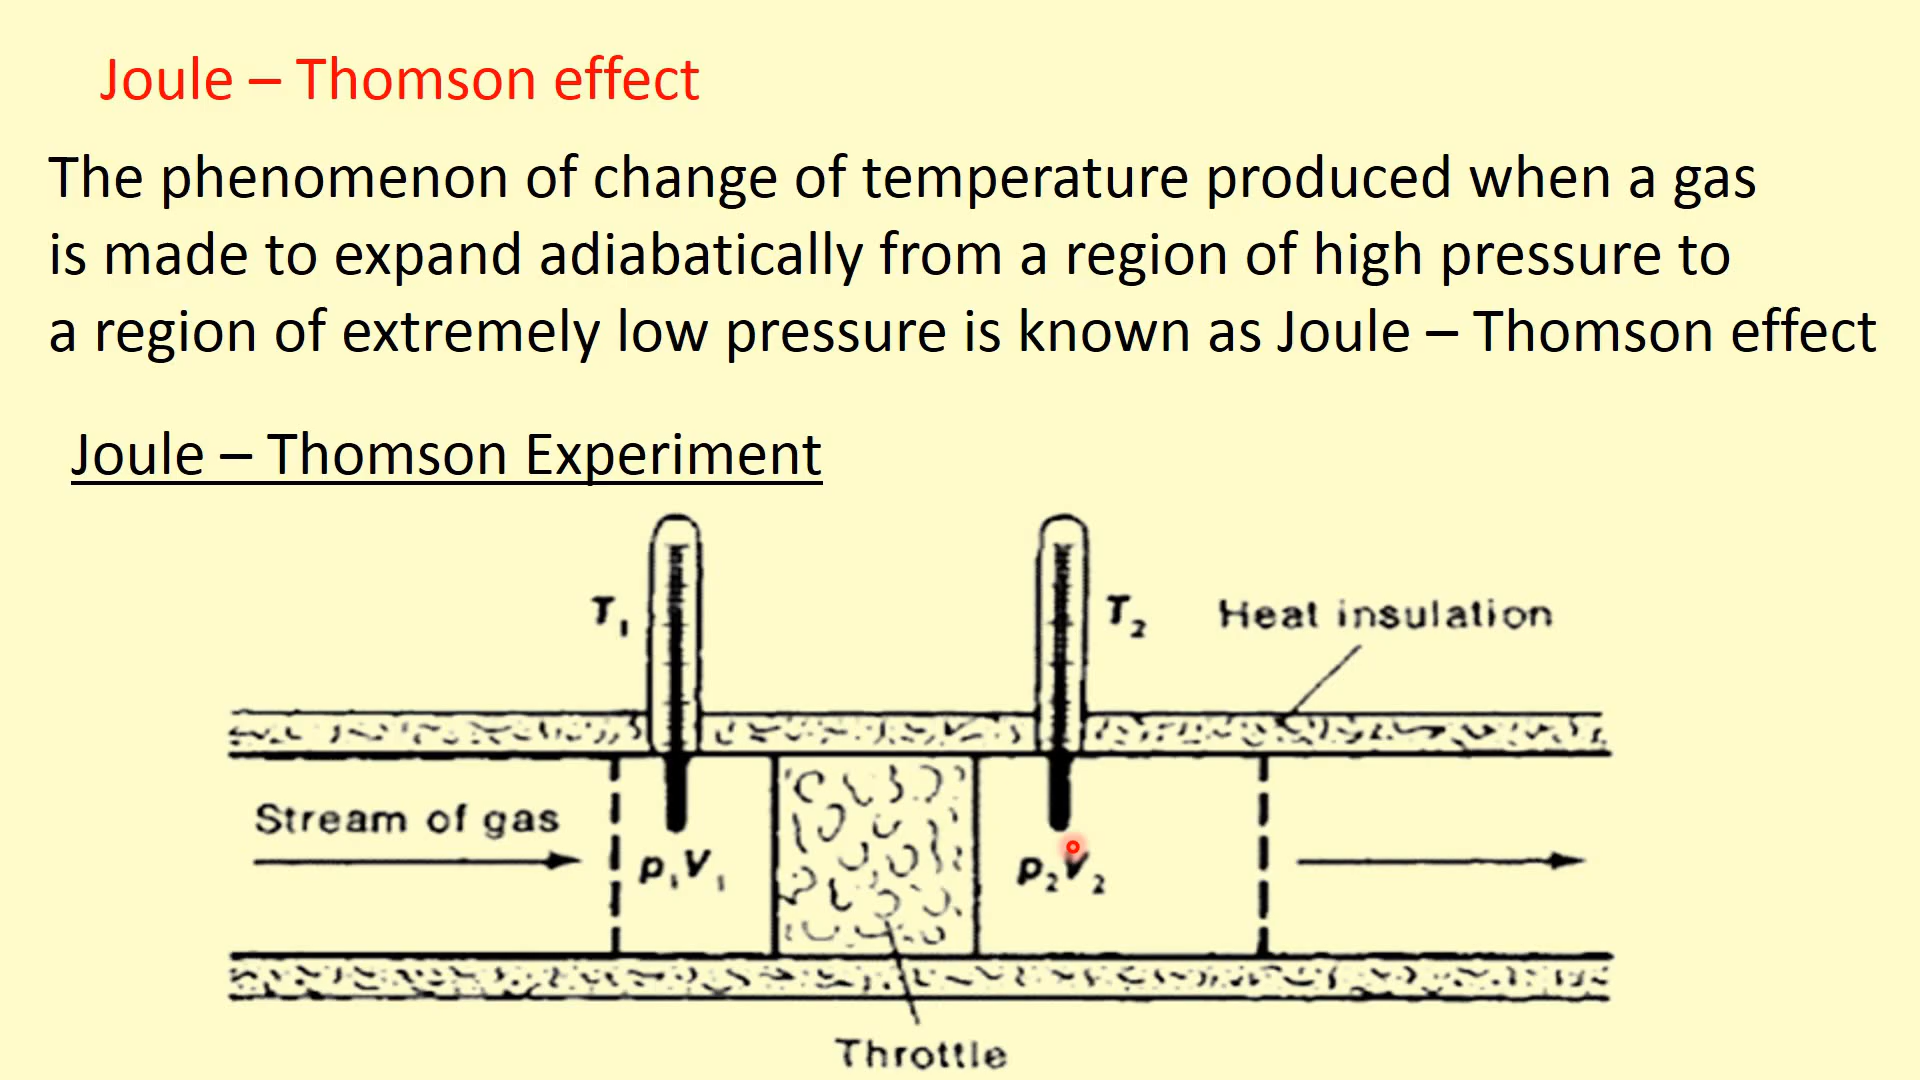 Joule – Thomson effect
The phenomenon of change of temperature produced when a gas
is made to expand adiabatically from a region of high pressure to
a region of extremely low pressure is known as Joule – Thomson effect
Joule – Thomson Experiment
T₁ T₂ Heat insulation
Stream of gas
p₁V₁ p₂V₂
Throttle